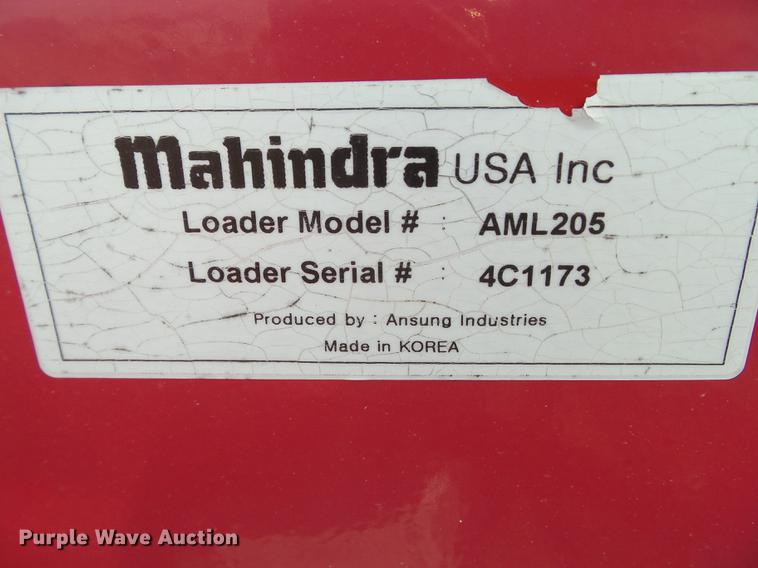 Mahindra USA Inc
Loader Model # : AML205
Loader Serial # : 4C1173
Produced by : Ansung Industries
Made in KOREA
Purple Wave Auction